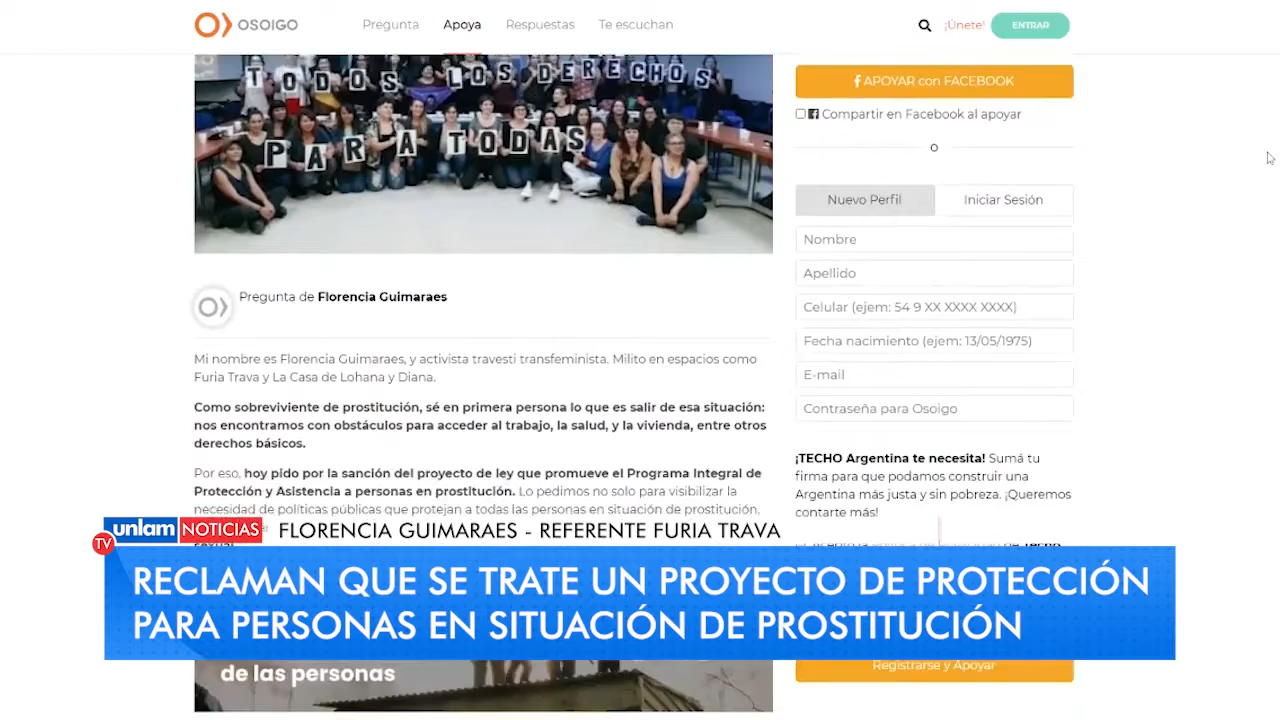 OSOIGO
Pregunta
Apoya
Respuestas
Te escuchan
¡Únete!
ENTRAR
TODOS LOS DERECHOS
PARA TODAS
Pregunta de Florencia Guimaraes
Mi nombre es Florencia Guimaraes, y activista travesti transfeminista. Milito en espacios como
Furia Trava y La Casa de Lohana y Diana.
Como sobreviviente de prostitución, sé en primera persona lo que es salir de esa situación:
nos encontramos con obstáculos para acceder al trabajo, la salud, y la vivienda, entre otros
derechos básicos.
Por eso, hoy pido por la sanción del proyecto de ley que promueve el Programa Integral de
Protección y Asistencia a personas en prostitución. Lo pedimos no solo para visibilizar la
necesidad de políticas públicas que protejan a todas las personas en situación de prostitución,
f APOYAR con FACEBOOK
Compartir en Facebook al apoyar
o
Nuevo Perfil
Iniciar Sesión
Nombre
Apellido
Celular (ejem: 54 9 XX XXXX XXXX)
Fecha nacimiento (ejem: 13/05/1975)
E-mail
Contraseña para Osoigo
¡TECHO Argentina te necesita! Sumá tu
firma para que podamos construir una
Argentina más justa y sin pobreza. ¡Queremos
contarte más!
Registrarse y Apoyar
unlam NOTICIAS
TV
FLORENCIA GUIMARAES - REFERENTE FURIA TRAVA
RECLAMAN QUE SE TRATE UN PROYECTO DE PROTECCIÓN
PARA PERSONAS EN SITUACIÓN DE PROSTITUCIÓN
de las personas